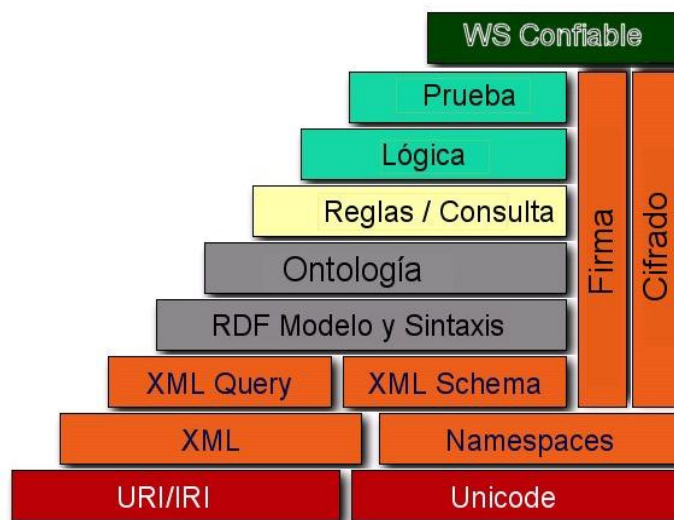 WS Confiable
Prueba
Lógica
Reglas / Consulta
Ontología
RDF Modelo y Sintaxis
XML Query
XML Schema
Firma
Cifrado
XML
Namespaces
URI/IRI
Unicode